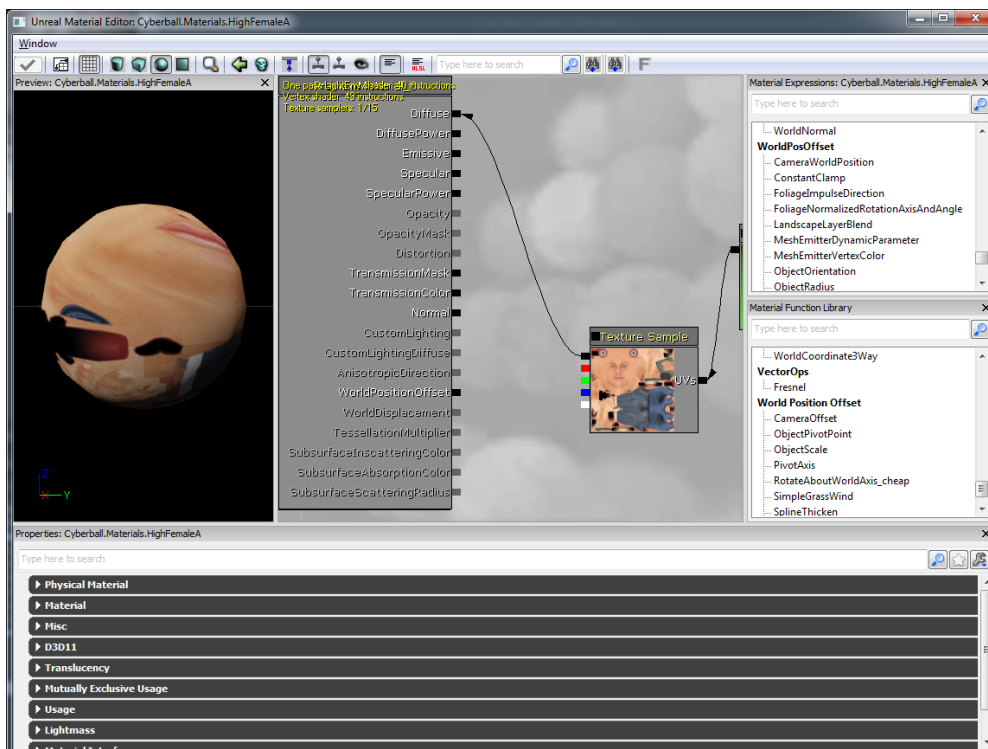 Unreal Material Editor: Cyberball.Materials.HighFemaleA
Window
HLSL
Type here to search
F
Preview: Cyberball.Materials.HighFemaleA
Z
X
Y
Vertex shader: 43 instructions
Texture samplers: 1/15
Diffuse
DiffusePower
Emissive
Specular
SpecularPower
Opacity
OpacityMask
Distortion
TransmissionMask
TransmissionColor
Normal
CustomLighting
CustomLightingDiffuse
AnisotropicDirection
WorldPositionOffset
WorldDisplacement
TessellationMultiplier
SubsurfaceInscatteringColor
SubsurfaceAbsorptionColor
SubsurfaceScatteringRadius
Texture Sample
UVs
Material Expressions: Cyberball.Materials.HighFemaleA
Type here to search
WorldNormal
WorldPosOffset
CameraWorldPosition
ConstantClamp
FoliageImpulseDirection
FoliageNormalizedRotationAxisAndAngle
LandscapeLayerBlend
MeshEmitterDynamicParameter
MeshEmitterVertexColor
ObjectOrientation
ObjectRadius
Material Function Library
Type here to search
WorldCoordinate3Way
VectorOps
Fresnel
World Position Offset
CameraOffset
ObjectPivotPoint
ObjectScale
PivotAxis
RotateAboutWorldAxis_cheap
SimpleGrassWind
SplineThicken
Properties: Cyberball.Materials.HighFemaleA
Type here to search
Physical Material
Material
Misc
D3D11
Translucency
Mutually Exclusive Usage
Usage
Lightmass